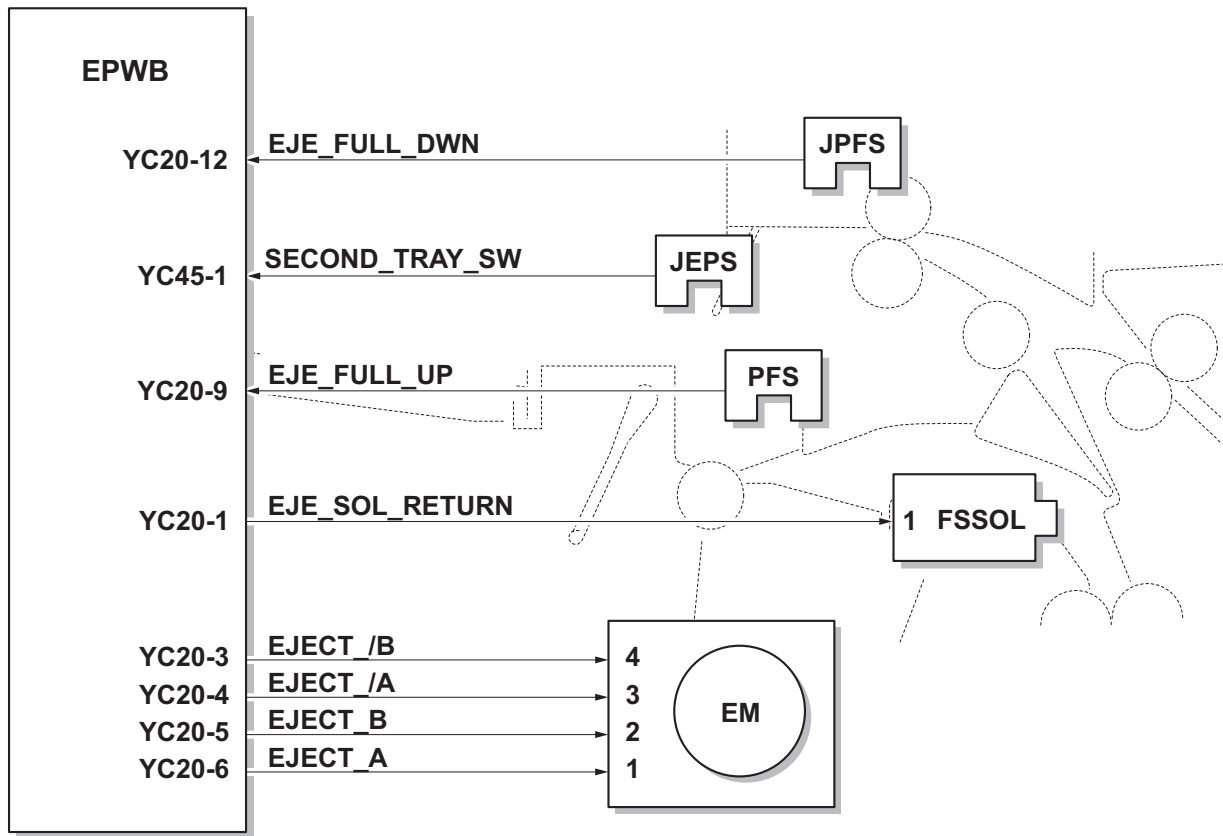 EPWB
YC20-12 EJE_FULL_DWN JPFS
YC45-1 SECOND_TRAY_SW JEPS
YC20-9 EJE_FULL_UP PFS
YC20-1 EJE_SOL_RETURN 1 FSSOL
YC20-3 EJECT_/B 4
YC20-4 EJECT_/A 3
YC20-5 EJECT_B 2
YC20-6 EJECT_A 1
EM